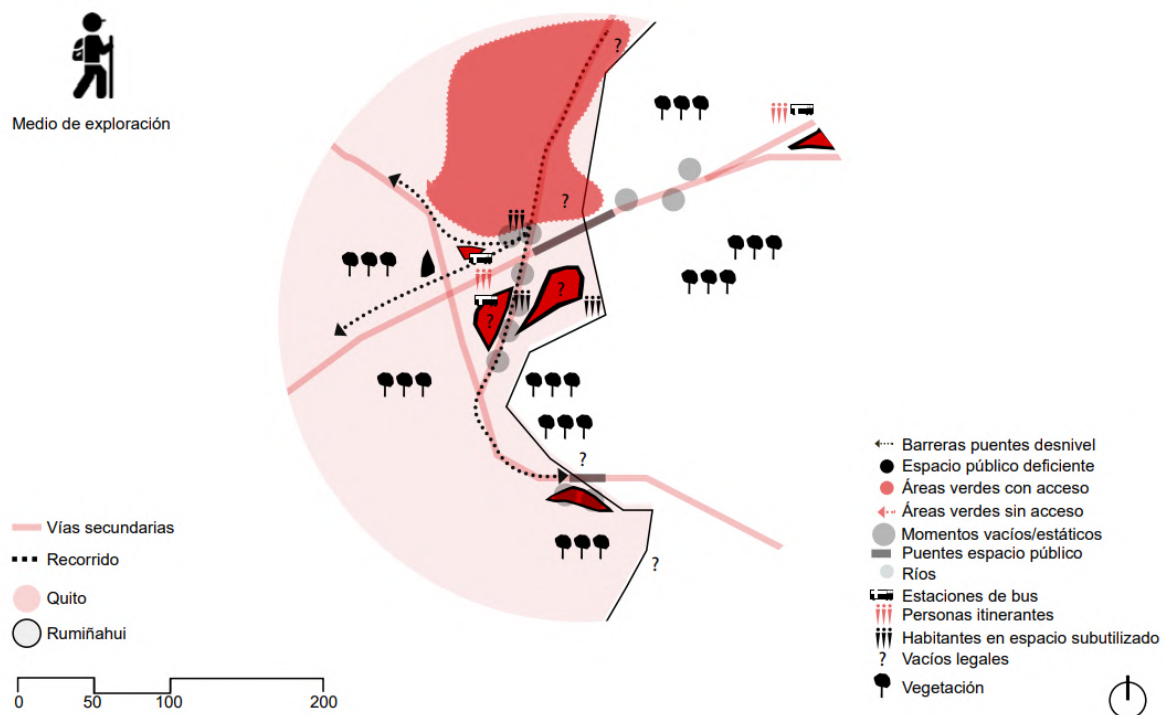 ?
Medio de exploración
?
?
?
?
Barreras puentes desnivel
Espacio público deficiente
Áreas verdes con acceso
Áreas verdes sin acceso
Momentos vacíos/estáticos
Puentes espacio público
Ríos
Estaciones de bus
Personas itinerantes
Habitantes en espacio subutilizado
? Vacíos legales
Vegetación
?
Vías secundarias
Recorrido
Quito
?
Rumiñahui
0 50 100 200